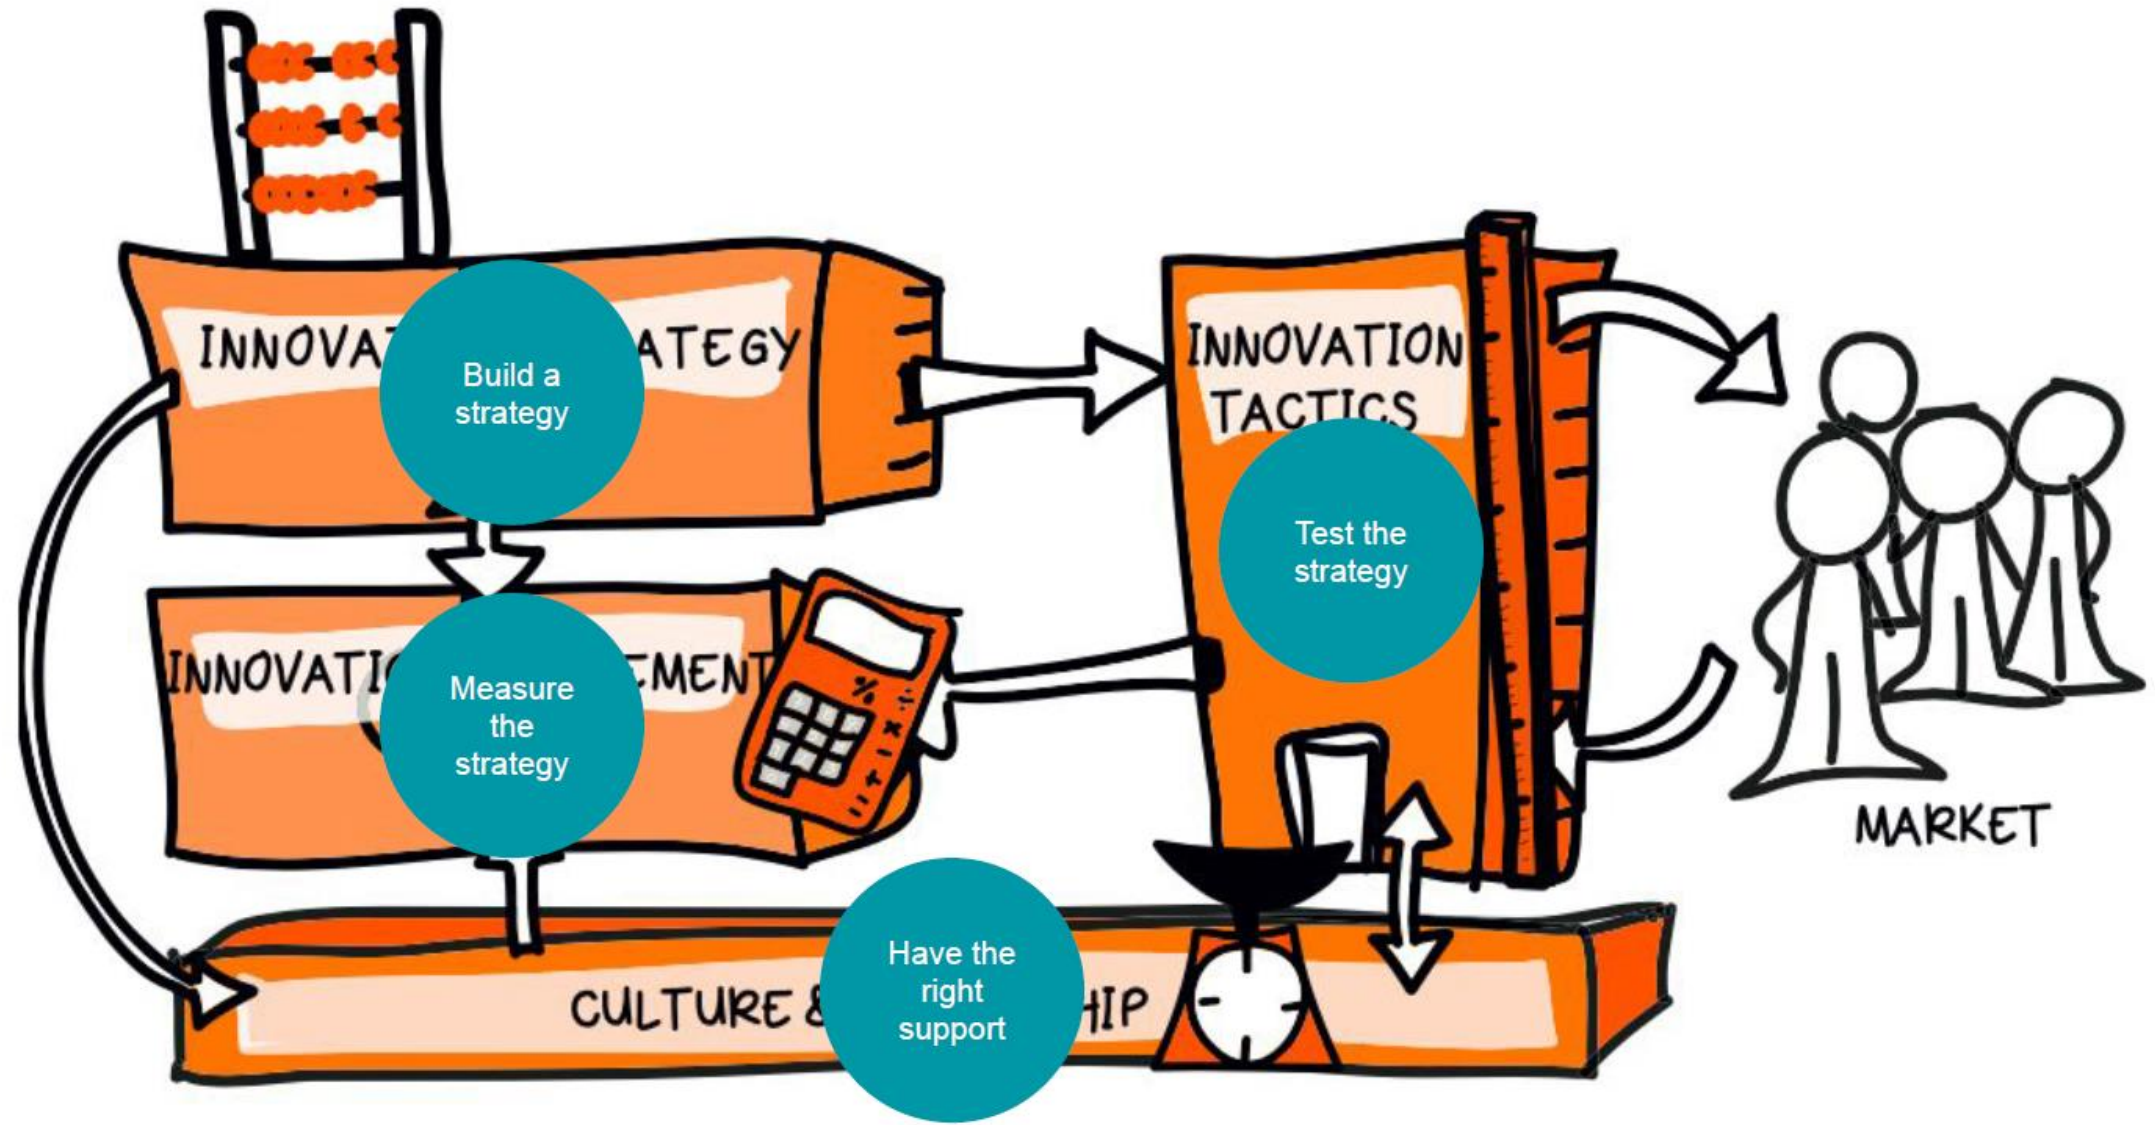 INNOVA
ATEGY
Build a
strategy
INNOVATION
TACTICS
Test the
strategy
INNOVATIO
EMENT
Measure
the
strategy
% ÷
x
MARKET
CULTURE &
HIP
Have the
right
support